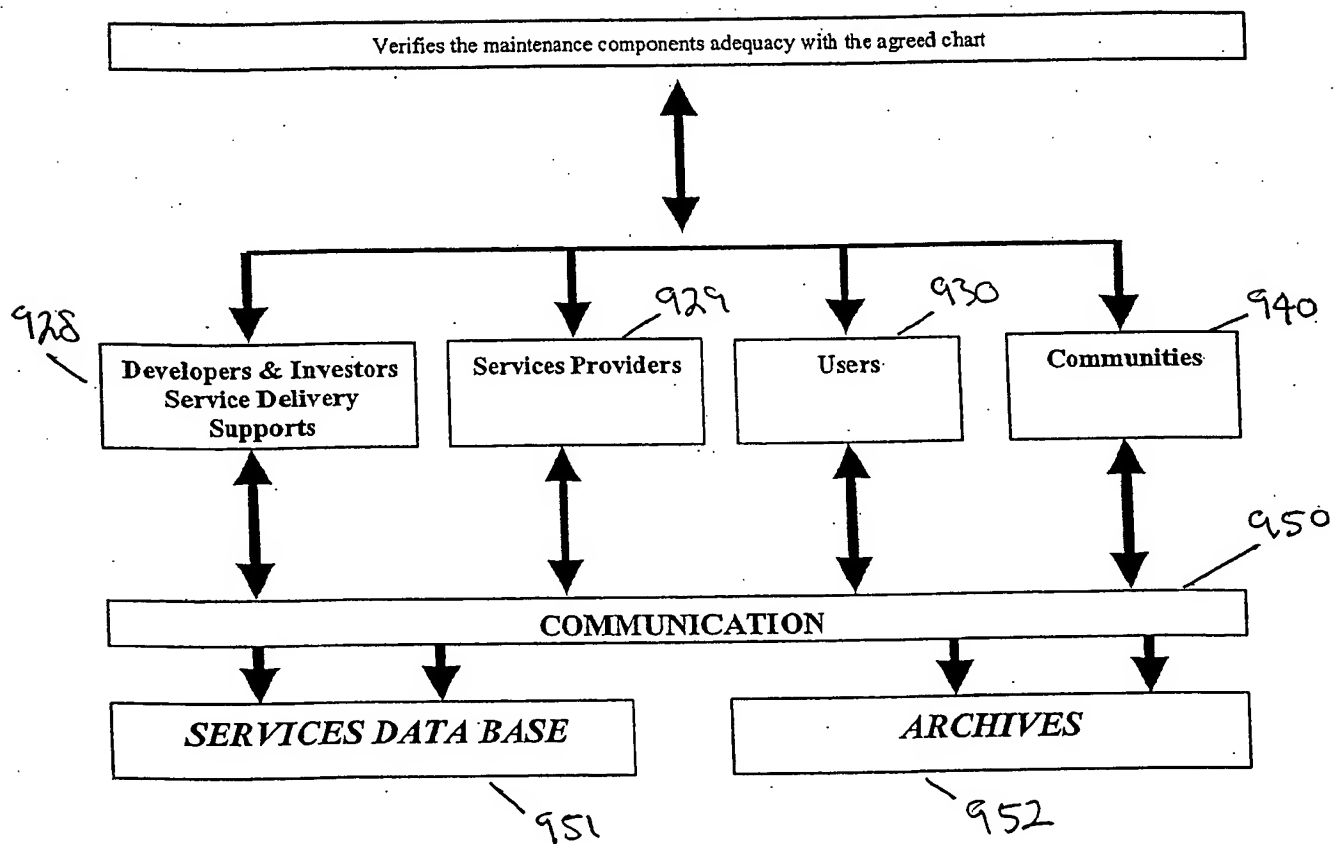 Verifies the maintenance components adequacy with the agreed chart
928
929
930
940
Developers & Investors
Service Delivery
Supports
Services Providers
Users
Communities
950
COMMUNICATION
SERVICES DATA BASE
ARCHIVES
951
952